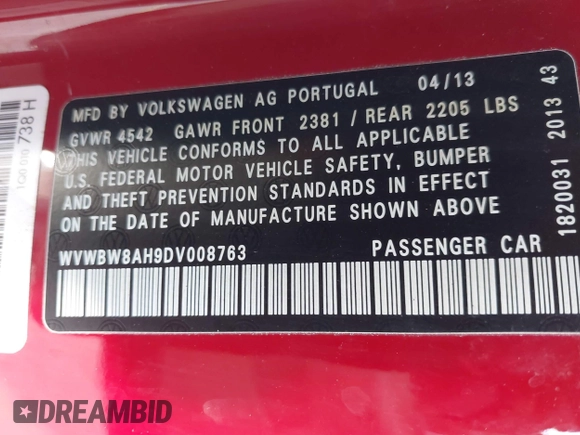 MFD BY VOLKSWAGEN AG PORTUGAL 04/13
GVWR 4542 GAWR FRONT 2381 / REAR 2205 LBS
THIS VEHICLE CONFORMS TO ALL APPLICABLE
U.S. FEDERAL MOTOR VEHICLE SAFETY, BUMPER
AND THEFT PREVENTION STANDARDS IN EFFECT
ON THE DATE OF MANUFACTURE SHOWN ABOVE
WVWBW8AH9DV008763 PASSENGER CAR
1820031 2013 43
738 H
DREAMBID